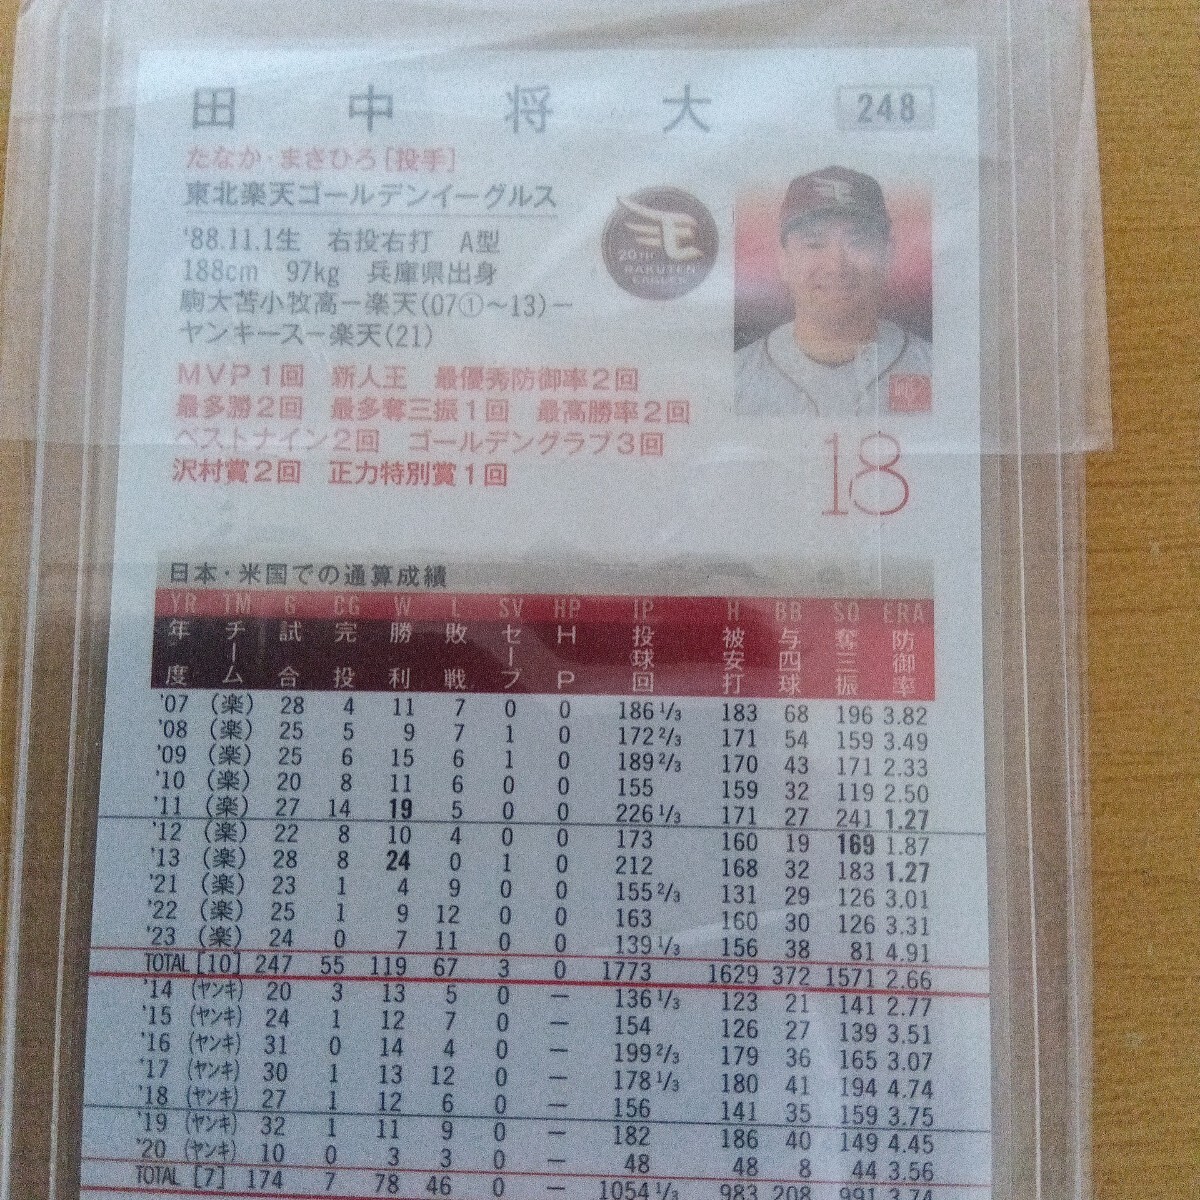 田 中 将 大 248
たなか・まさひろ[投手]
東北楽天ゴールデンイーグルス
'88.11.1生 右投右打 A型
188cm 97kg 兵庫県出身
駒大苫小牧高ー楽天(07①〜13)ー
ヤンキースー楽天(21)
20TH
RAKUTEN
MVP1回 新人王 最優秀防御率2回
最多勝2回 最多奪三振1回 最高勝率2回
ベストナイン2回 ゴールデングラブ3回
沢村賞2回 正力特別賞1回
18
日本・米国での通算成績
YR TM G CG W L SV HP IP H BB SO ERA
年度 チーム 試合 完投 勝利 敗戦 セーブ HP 投球回 被安打 与四球 奪三振 防御率
'07 (楽) 28 4 11 7 0 0 186 1/3 183 68 196 3.82
'08 (楽) 25 5 9 7 1 0 172 2/3 171 54 159 3.49
'09 (楽) 25 6 15 6 1 0 189 2/3 170 43 171 2.33
'10 (楽) 20 8 11 6 0 0 155 159 32 119 2.50
'11 (楽) 27 14 19 5 0 0 226 1/3 171 27 241 1.27
'12 (楽) 22 8 10 4 0 0 173 160 19 169 1.87
'13 (楽) 28 8 24 0 1 0 212 168 32 183 1.27
'21 (楽) 23 1 4 9 0 0 155 2/3 131 29 126 3.01
'22 (楽) 25 1 9 12 0 0 163 160 30 126 3.31
'23 (楽) 24 0 7 11 0 0 139 1/3 156 38 81 4.91
TOTAL [10] 247 55 119 67 3 0 1773 1629 372 1571 2.66
'14 (ヤンキ) 20 3 13 5 0 ー 136 1/3 123 21 141 2.77
'15 (ヤンキ) 24 1 12 7 0 ー 154 126 27 139 3.51
'16 (ヤンキ) 31 0 14 4 0 ー 199 2/3 179 36 165 3.07
'17 (ヤンキ) 30 1 13 12 0 ー 178 1/3 180 41 194 4.74
'18 (ヤンキ) 27 1 12 6 0 ー 156 141 35 159 3.75
'19 (ヤンキ) 32 1 11 9 0 ー 182 186 40 149 4.45
'20 (ヤンキ) 10 0 3 3 0 ー 48 48 8 44 3.56
TOTAL [7] 174 7 78 46 0 ー 1054 1/3 983 208 991 3.74